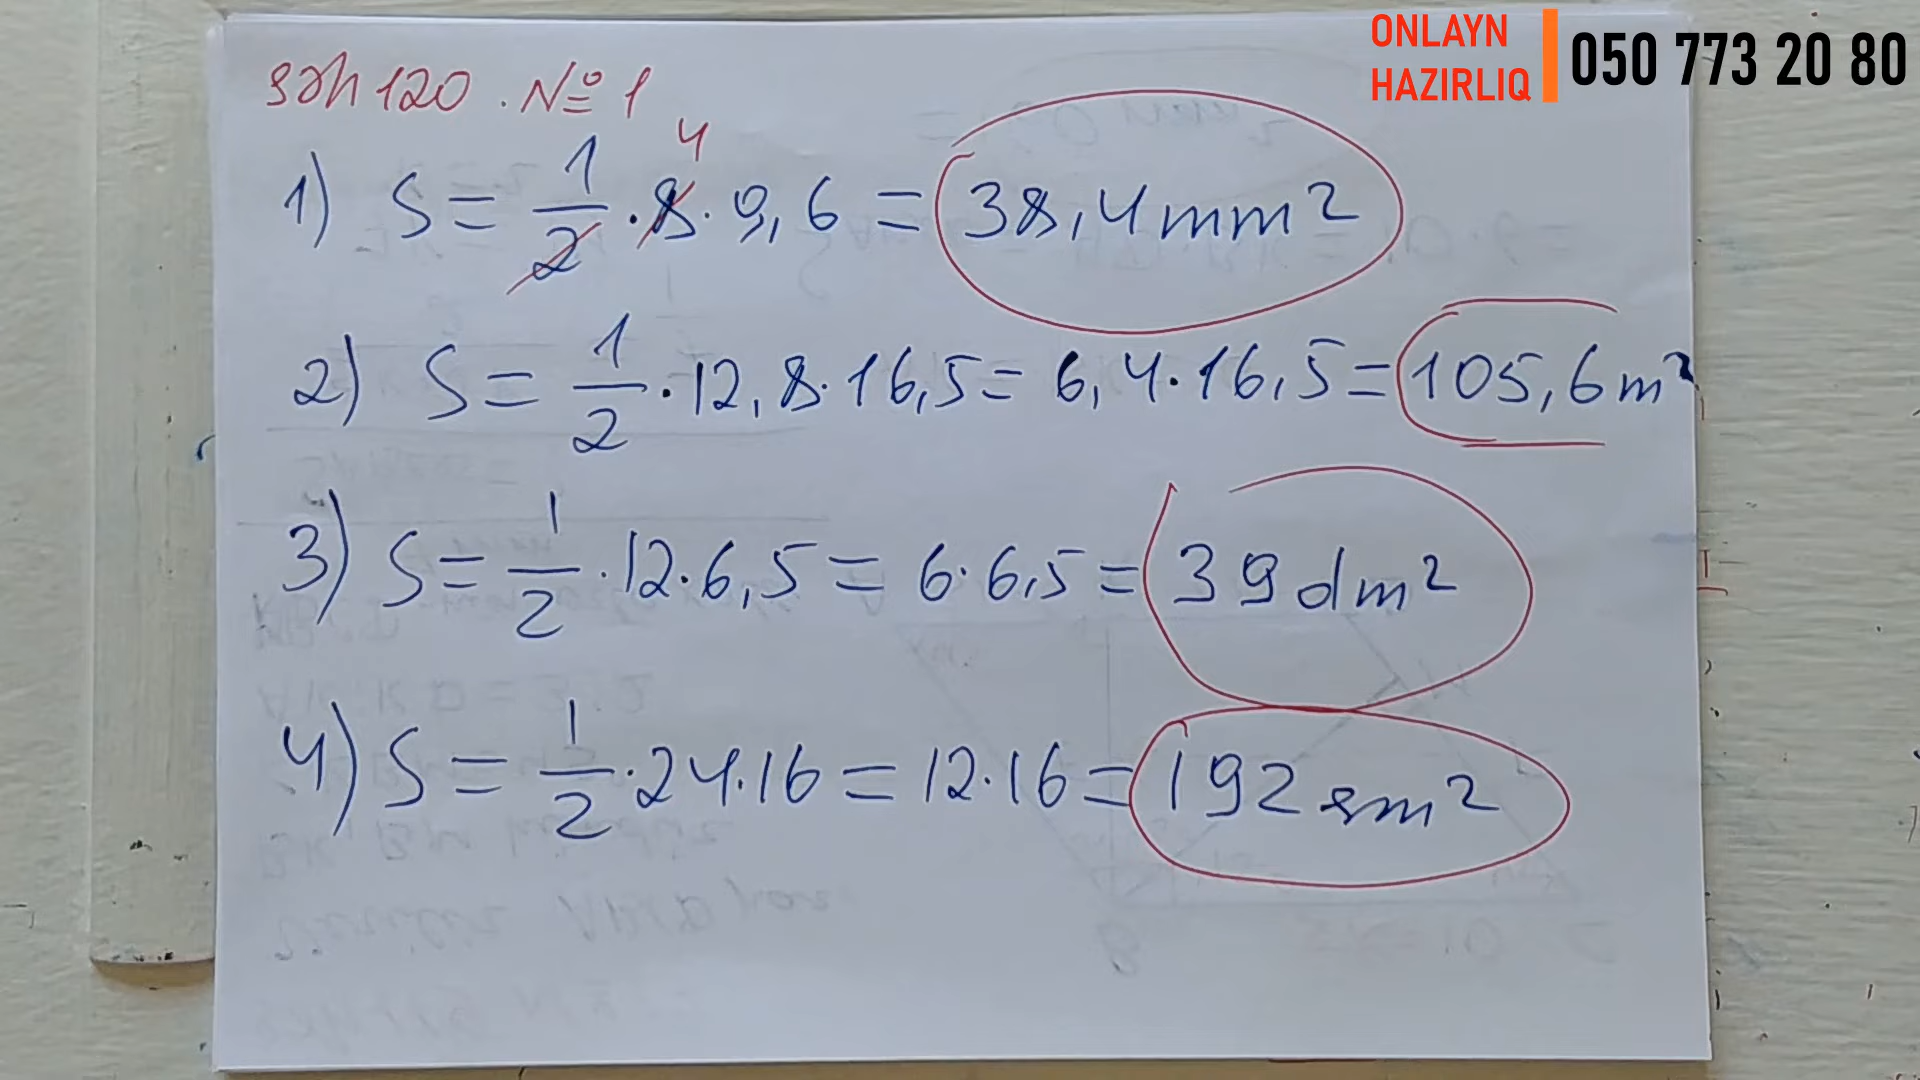 ONLAYN
HAZIRLIQ
050 773 20 80
səh 120. № 1
4
1) S = 1/2 · 8 · 9,6 = 38,4 mm²
2) S = 1/2 · 12,8 · 16,5 = 6,4 · 16,5 = 105,6 m²
3) S = 1/2 · 12 · 6,5 = 6 · 6,5 = 39 dm²
4) S = 1/2 · 24 · 16 = 12 · 16 = 192 sm²